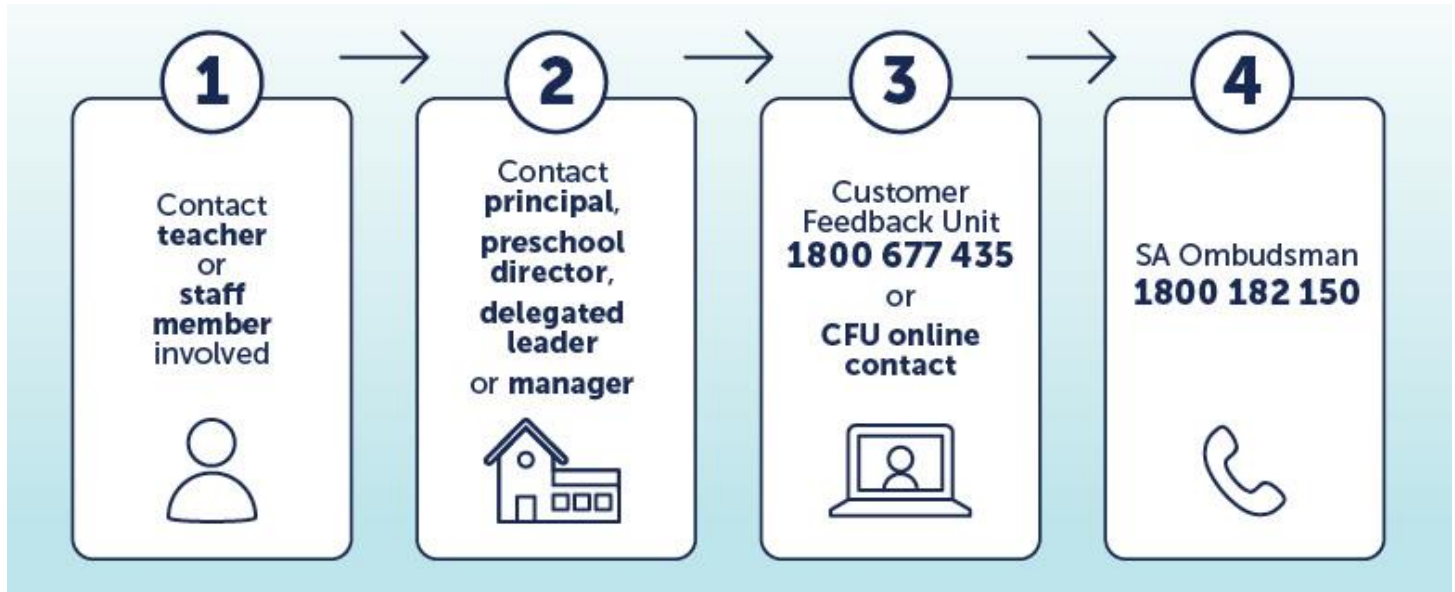 1
Contact
teacher
or
staff
member
involved
2
Contact
principal,
preschool
director,
delegated
leader
or manager
3
Customer
Feedback Unit
1800 677 435
or
CFU online
contact
4
SA Ombudsman
1800 182 150